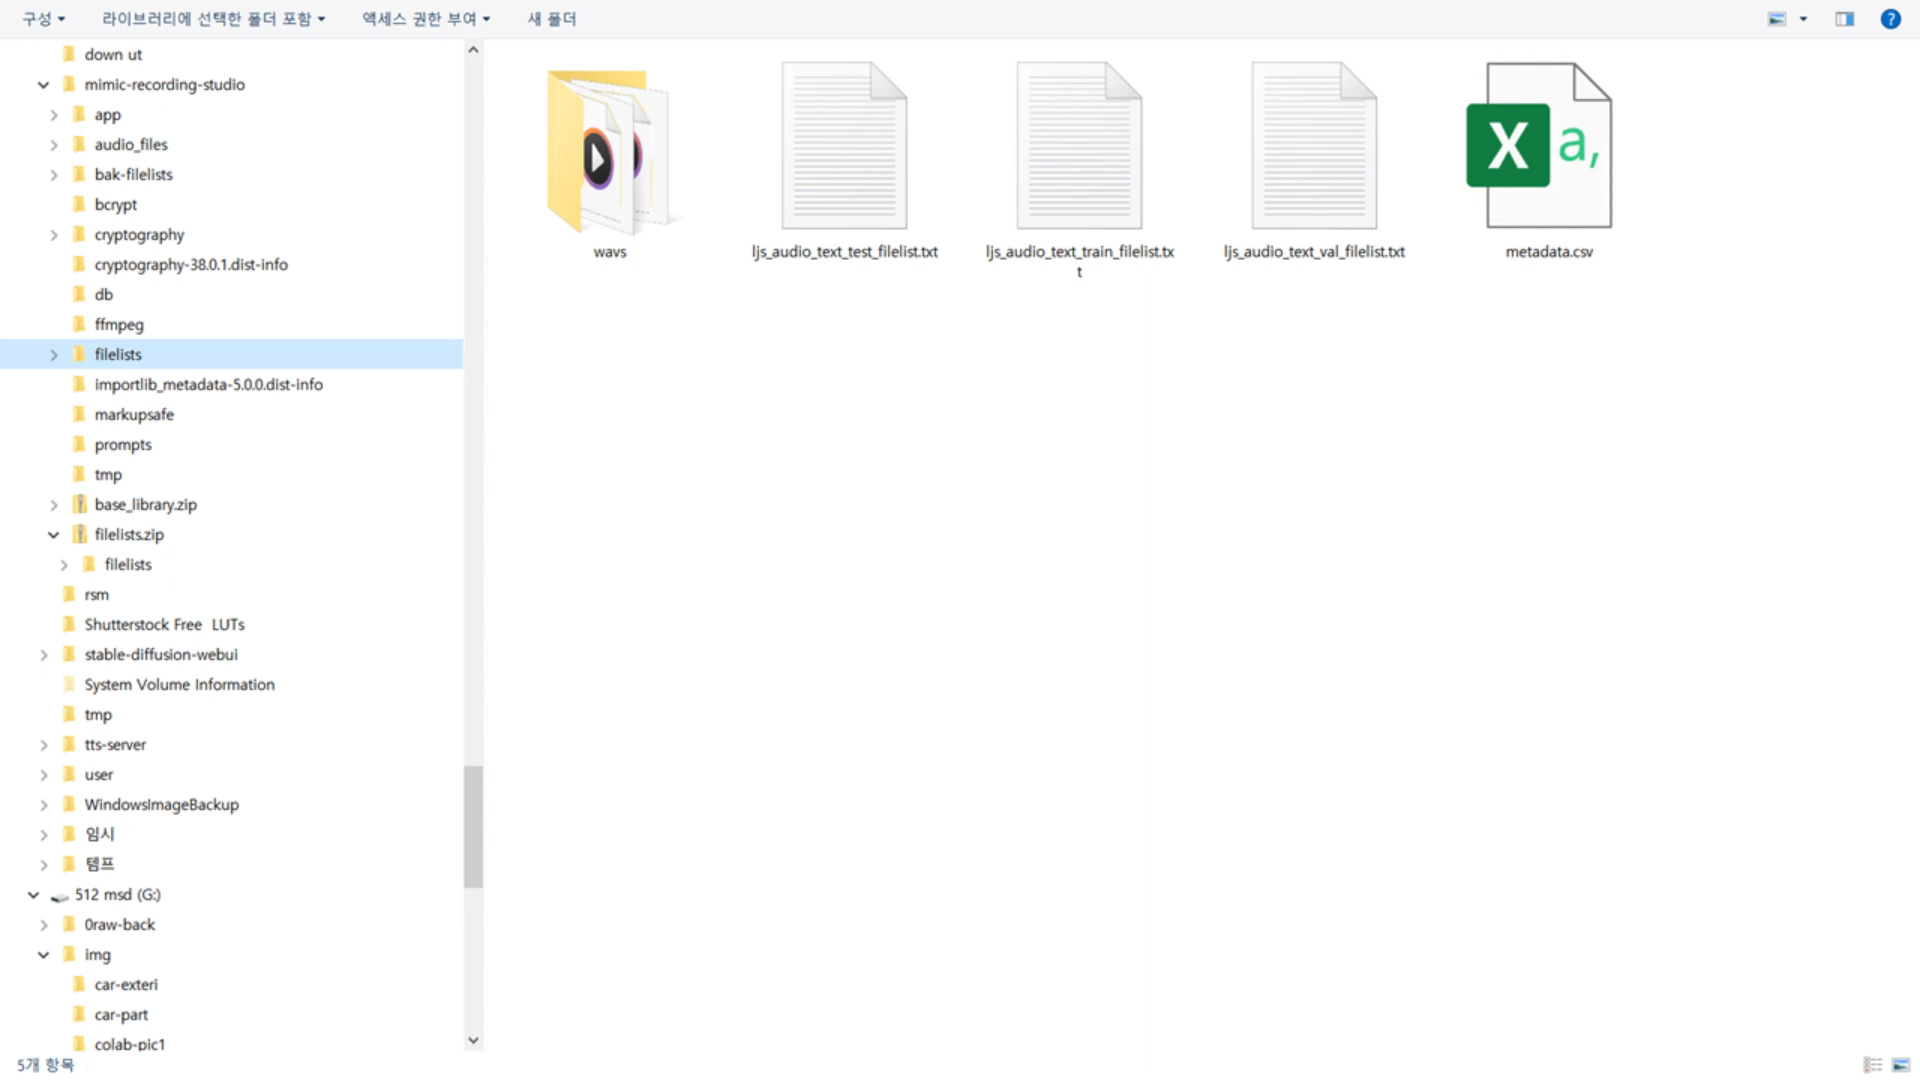 구성
라이브러리에 선택한 폴더 포함
액세스 권한 부여
새 폴더
?
down ut
mimic-recording-studio
app
audio_files
bak-filelists
bcrypt
cryptography
cryptography-38.0.1.dist-info
db
ffmpeg
filelists
importlib_metadata-5.0.0.dist-info
markupsafe
prompts
tmp
base_library.zip
filelists.zip
filelists
rsm
Shutterstock Free  LUTs
stable-diffusion-webui
System Volume Information
tmp
tts-server
user
WindowsImageBackup
임시
템프
512 msd (G:)
0raw-back
img
car-exteri
car-part
colab-pic1
wavs
ljs_audio_text_test_filelist.txt
ljs_audio_text_train_filelist.tx
t
ljs_audio_text_val_filelist.txt
X a,
metadata.csv
5개 항목